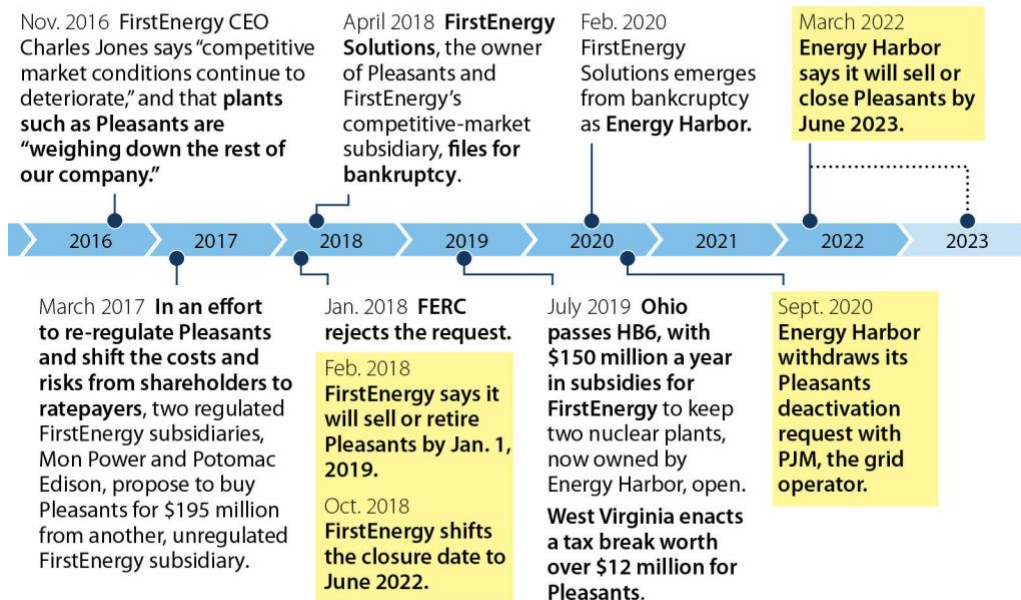 Nov. 2016 FirstEnergy CEO
Charles Jones says “competitive
market conditions continue to
deteriorate,” and that plants
such as Pleasants are
“weighing down the rest of
our company.”
April 2018 FirstEnergy
Solutions, the owner
of Pleasants and
FirstEnergy’s
competitive-market
subsidiary, files for
bankruptcy.
Feb. 2020
FirstEnergy
Solutions emerges
from bankcruptcy
as Energy Harbor.
March 2022
Energy Harbor
says it will sell or
close Pleasants by
June 2023.
2016 2017 2018 2019 2020 2021 2022 2023
March 2017 In an effort
to re-regulate Pleasants
and shift the costs and
risks from shareholders to
ratepayers, two regulated
FirstEnergy subsidiaries,
Mon Power and Potomac
Edison, propose to buy
Pleasants for $195 million
from another, unregulated
FirstEnergy subsidiary.
Jan. 2018 FERC
rejects the request.
Feb. 2018
FirstEnergy says it
will sell or retire
Pleasants by Jan. 1,
2019.
Oct. 2018
FirstEnergy shifts
the closure date to
June 2022.
July 2019 Ohio
passes HB6, with
$150 million a year
in subsidies for
FirstEnergy to keep
two nuclear plants,
now owned by
Energy Harbor, open.
West Virginia enacts
a tax break worth
over $12 million for
Pleasants.
Sept. 2020
Energy Harbor
withdraws its
Pleasants
deactivation
request with
PJM, the grid
operator.